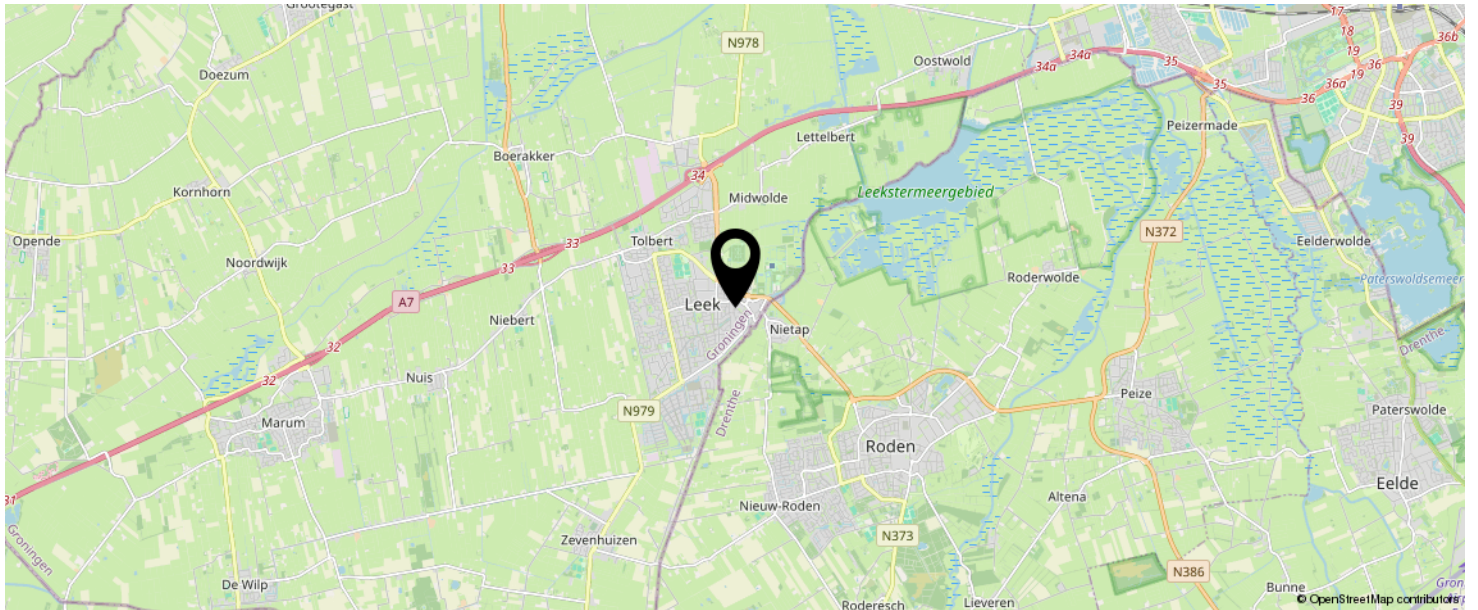 Grootegast
N978
17
36b
18
34a
34a
19
36
Oostwold
35
19
Doezum
34a
35
36a
36
39
Lettelbert
Peizermade
39
Boerakker
34
Kornhorn
Midwolde
Leekstermeergebied
N372
Opende
Tolbert
33
Eelderwolde
Noordwijk
33
Roderwolde
Paterswoldsemeer
A7
Leek
Niebert
Groningen
Nietap
Drenthe
32
32
Nuis
Peize
N979
Drenthe
Paterswolde
Marum
Roden
Eelde
31
Altena
Nieuw-Roden
Groningen
Zevenhuizen
N373
N386
De Wilp
Bunne
Roderesch
Lieveren
© OpenStreetMap contributors